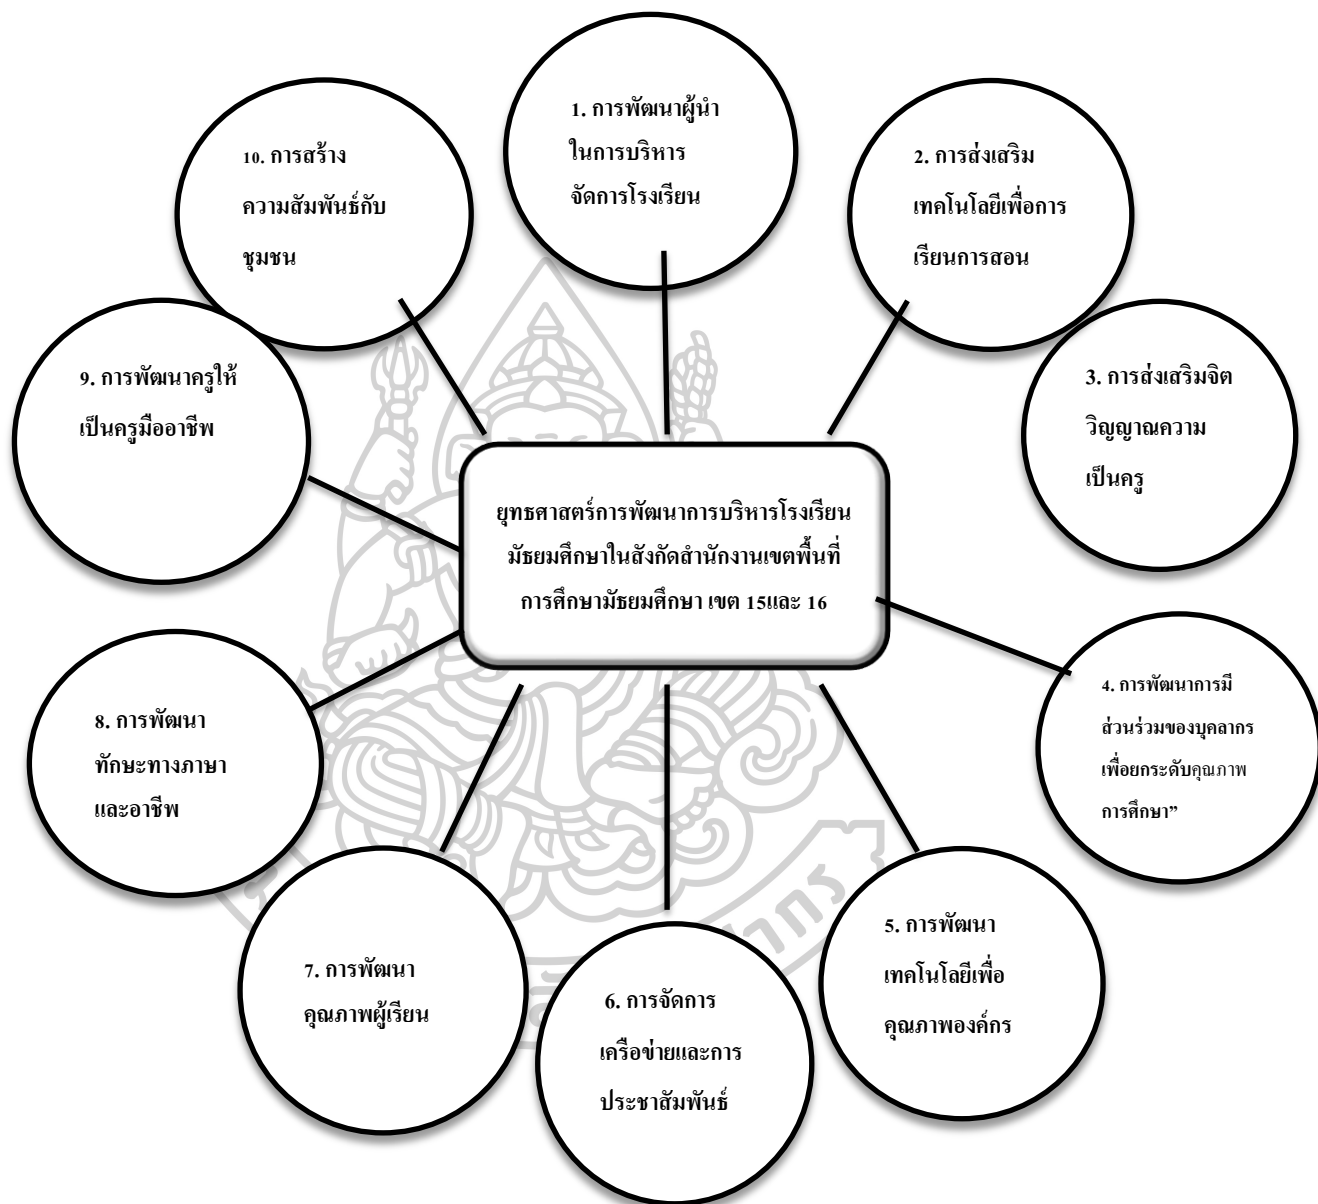 1. การพัฒนาผู้นำ
ในการบริหาร
จัดการโรงเรียน
2. การส่งเสริม
เทคโนโลยีเพื่อการ
เรียนการสอน
3. การส่งเสริมจิต
วิญญาณความ
เป็นครู
4. การพัฒนาการมี
ส่วนร่วมของบุคลากร
เพื่อยกระดับคุณภาพ
การศึกษา”
5. การพัฒนา
เทคโนโลยีเพื่อ
คุณภาพองค์กร
6. การจัดการ
เครือข่ายและการ
ประชาสัมพันธ์
7. การพัฒนา
คุณภาพผู้เรียน
8. การพัฒนา
ทักษะทางภาษา
และอาชีพ
9. การพัฒนาครูให้
เป็นครูมืออาชีพ
10. การสร้าง
ความสัมพันธ์กับ
ชุมชน
ยุทธศาสตร์การพัฒนาการบริหารโรงเรียน
มัธยมศึกษาในสังกัดสำนักงานเขตพื้นที่
การศึกษามัธยมศึกษา เขต 15และ 16